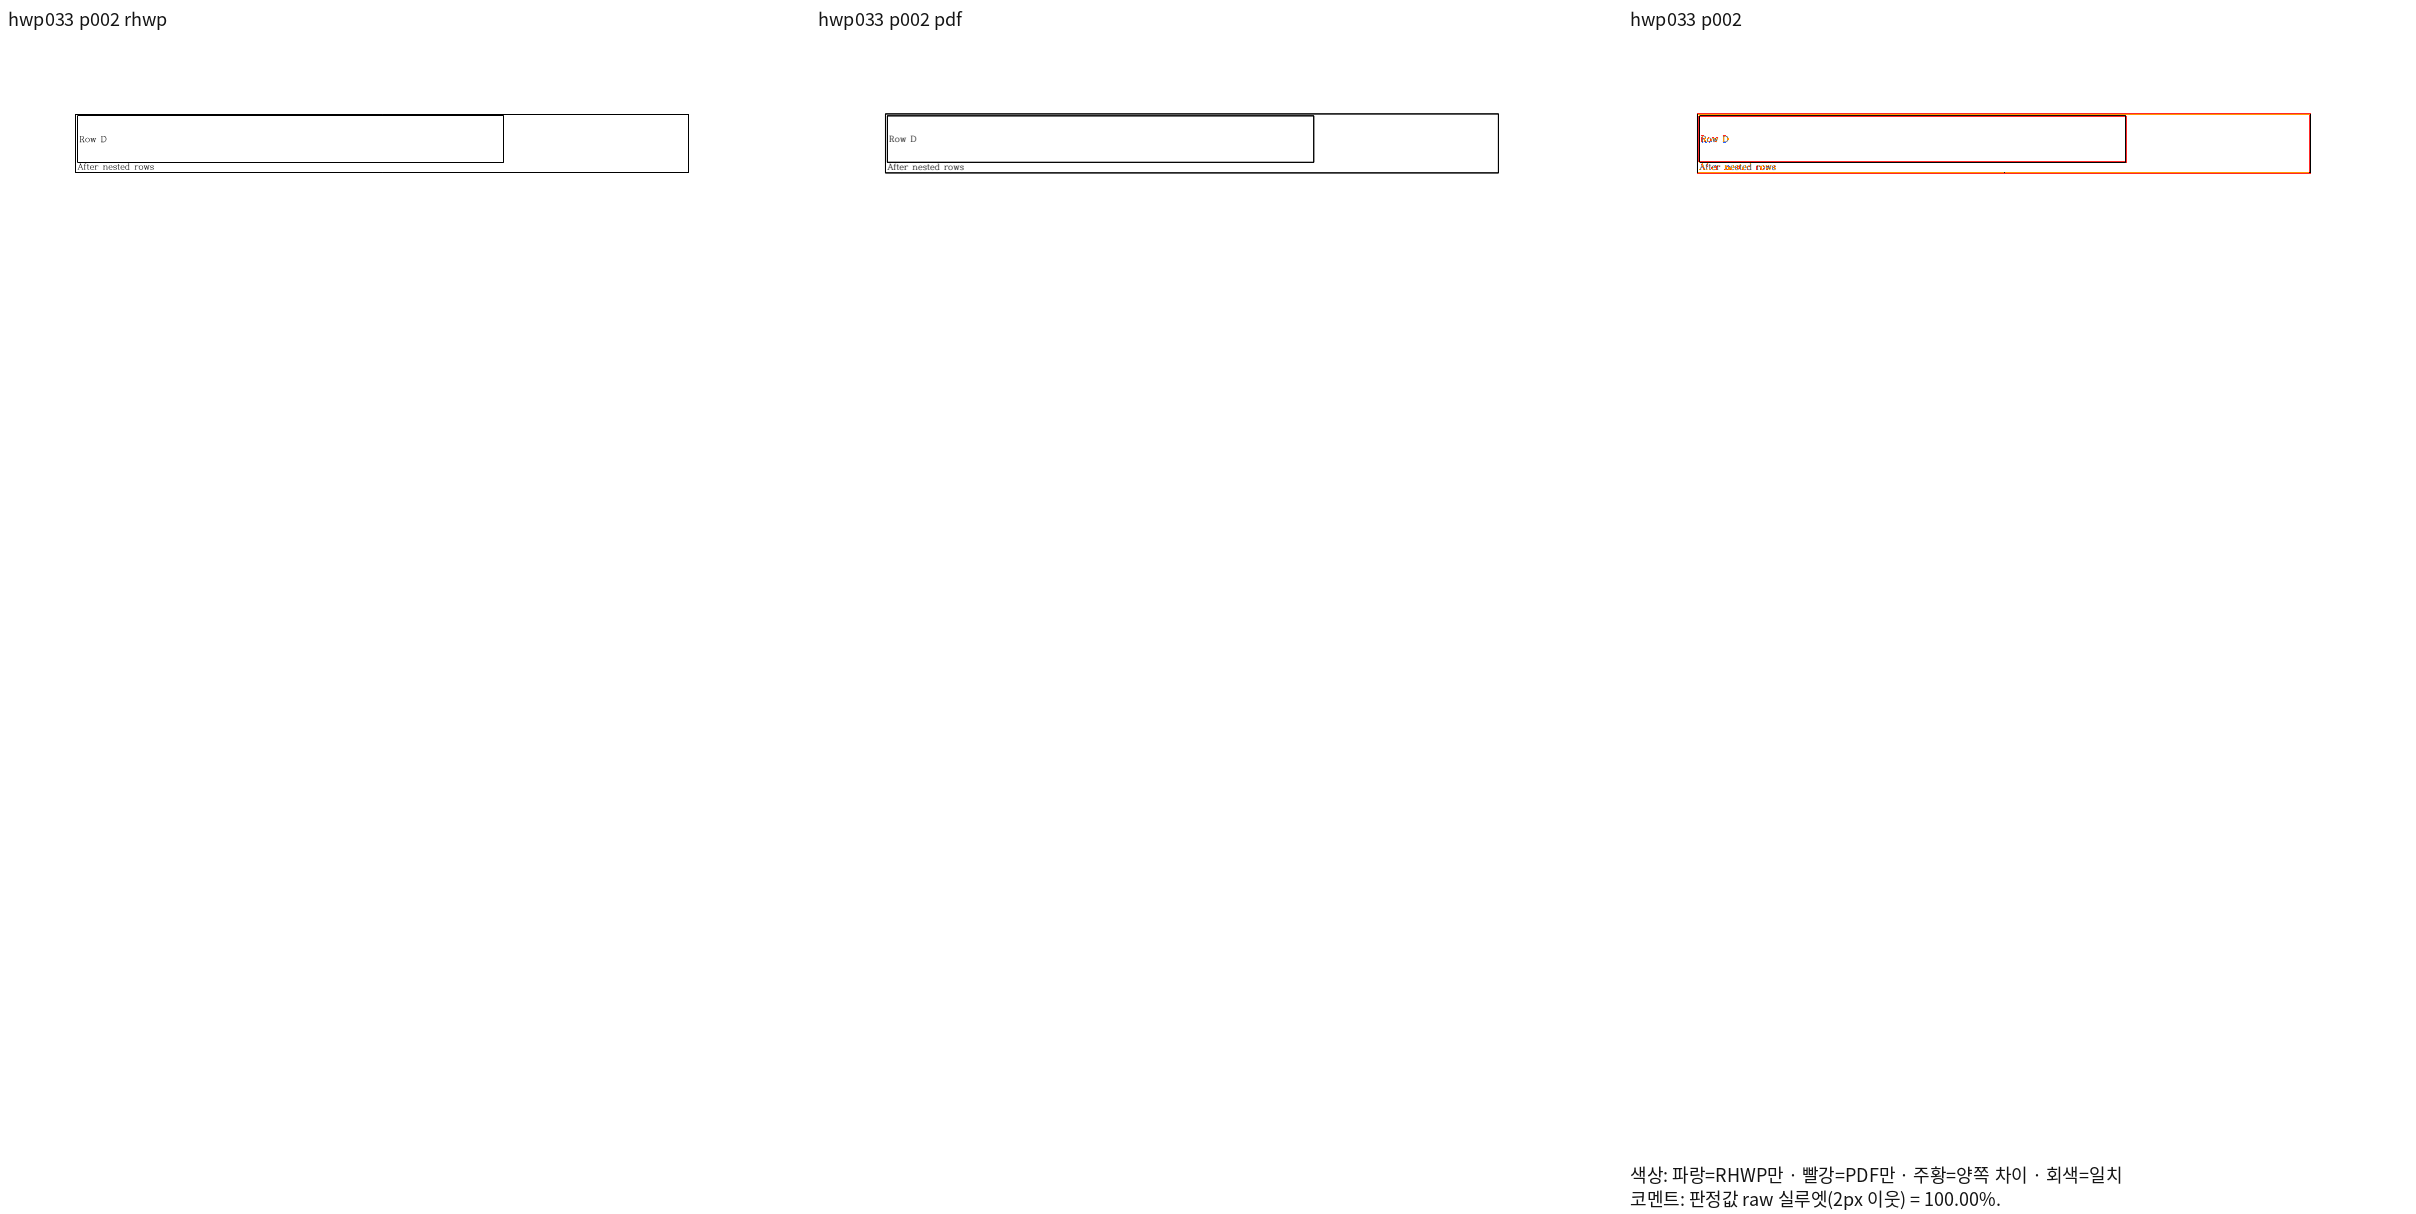 hwp033 p002 rhwp
Row D
After nested rows
hwp033 p002 pdf
Row D
After nested rows
hwp033 p002
Row D
After nested rows
색상: 파랑=RHWP만 · 빨강=PDF만 · 주황=양쪽 차이 · 회색=일치
코멘트: 판정값 raw 실루엣(2px 이웃) = 100.00%.